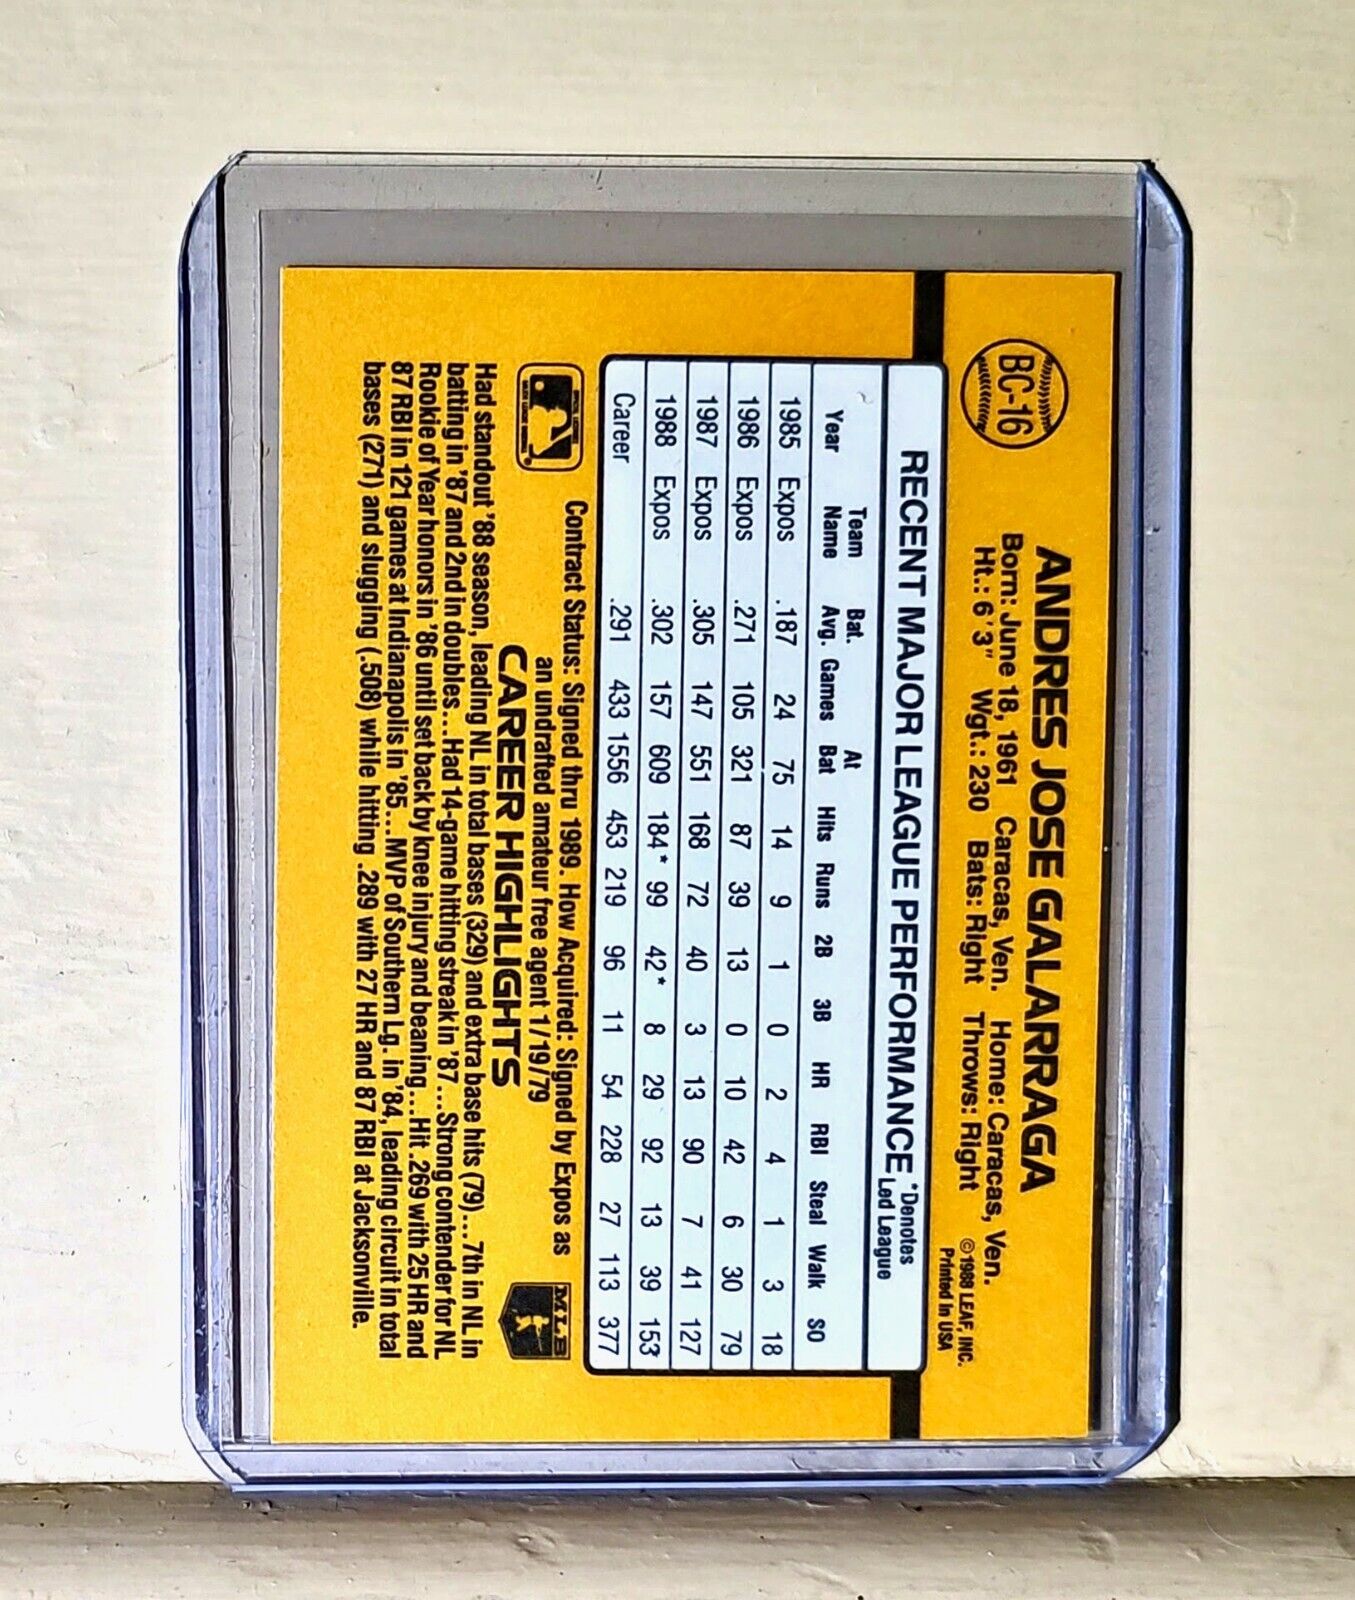 BC-16
ANDRES JOSE GALARRAGA
Born: June 18, 1961 Caracas, Ven. Home: Caracas, Ven.
Ht.: 6'3" Wgt.: 230 Bats: Right Throws: Right
©1988 LEAF, INC.
Printed in USA
RECENT MAJOR LEAGUE PERFORMANCE *Denotes Led League
Year Team Name Bat. Avg. Games At Bat Hits Runs 2B 3B HR RBI Steal Walk SO
1985 Expos .187 24 75 14 9 1 0 2 4 1 3 18
1986 Expos .271 105 321 87 39 13 0 10 42 6 30 79
1987 Expos .305 147 551 168 72 40 3 13 90 7 41 127
1988 Expos .302 157 609 184* 99 42* 8 29 92 13 39 153*
Career .291 433 1556 453 219 96 11 54 228 27 113 377
Contract Status: Signed thru 1989. How Acquired: Signed by Expos as
an undrafted amateur free agent 1/19/79
CAREER HIGHLIGHTS
MLB
Had standout '88 season, leading NL in total bases (329) and extra base hits (79)...7th in NL in
batting in '87 and 2nd in doubles...Had 14-game hitting streak in '87...Strong contender for NL
Rookie of Year honors in '86 until set back by knee injury and beaning...Hit .269 with 25 HR and
87 RBI in 121 games at Indianapolis in '85...MVP of Southern Lg. in '84, leading circuit in total
bases (271) and slugging (.508) while hitting .289 with 27 HR and 87 RBI at Jacksonville.